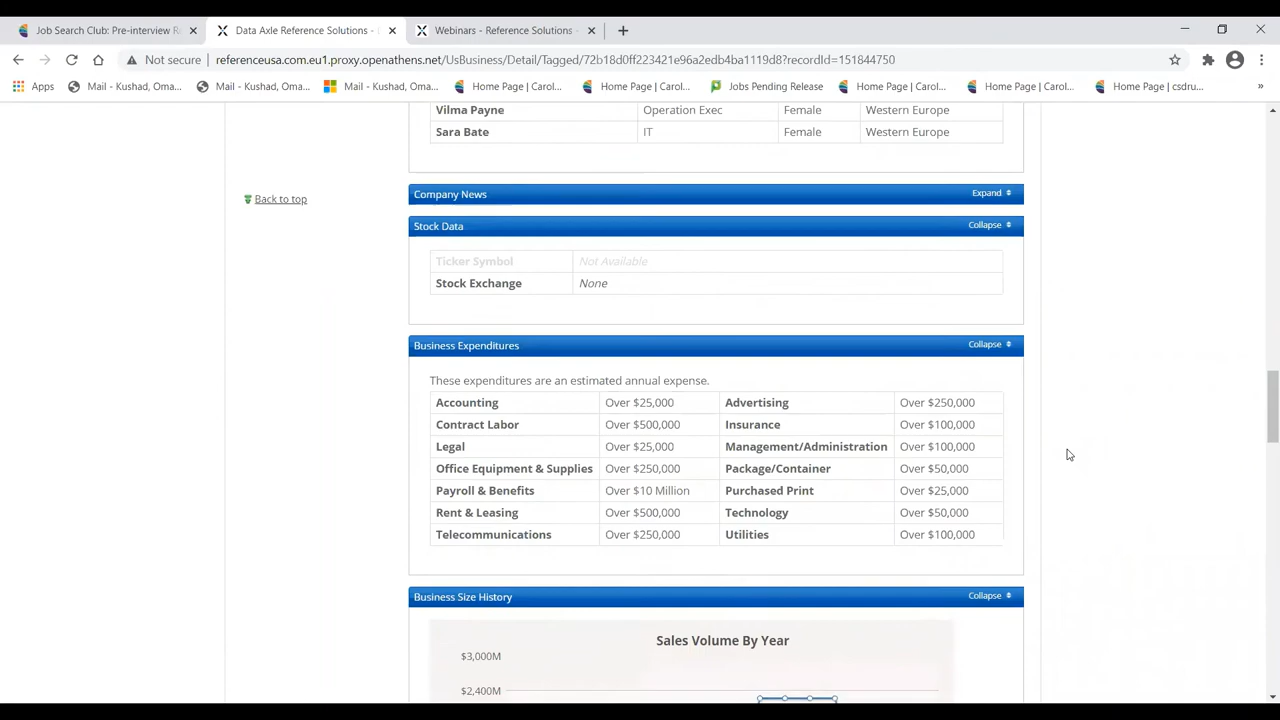 Job Search Club: Pre-interview R
Data Axle Reference Solutions -
Webinars - Reference Solutions -
Not secure
referenceusa.com.eu1.proxy.openathens.net/UsBusiness/Detail/Tagged/72b18d0ff223421e96a2edb4ba1119d8?recordId=151844750
Apps Mail - Kushad, Oma... Mail - Kushad, Oma... Mail - Kushad, Oma... Home Page | Carol... Home Page | Carol... Jobs Pending Release Home Page | Carol... Home Page | Carol... Home Page | csdru... »
Vilma Payne Operation Exec Female Western Europe
Sara Bate IT Female Western Europe
Back to top
Company News Expand
Stock Data Collapse
Ticker Symbol Not Available
Stock Exchange None
Business Expenditures Collapse
These expenditures are an estimated annual expense.
Accounting Over $25,000 Advertising Over $250,000
Contract Labor Over $500,000 Insurance Over $100,000
Legal Over $25,000 Management/Administration Over $100,000
Office Equipment & Supplies Over $250,000 Package/Container Over $50,000
Payroll & Benefits Over $10 Million Purchased Print Over $25,000
Rent & Leasing Over $500,000 Technology Over $50,000
Telecommunications Over $250,000 Utilities Over $100,000
Business Size History Collapse
Sales Volume By Year
$3,000M
$2,400M